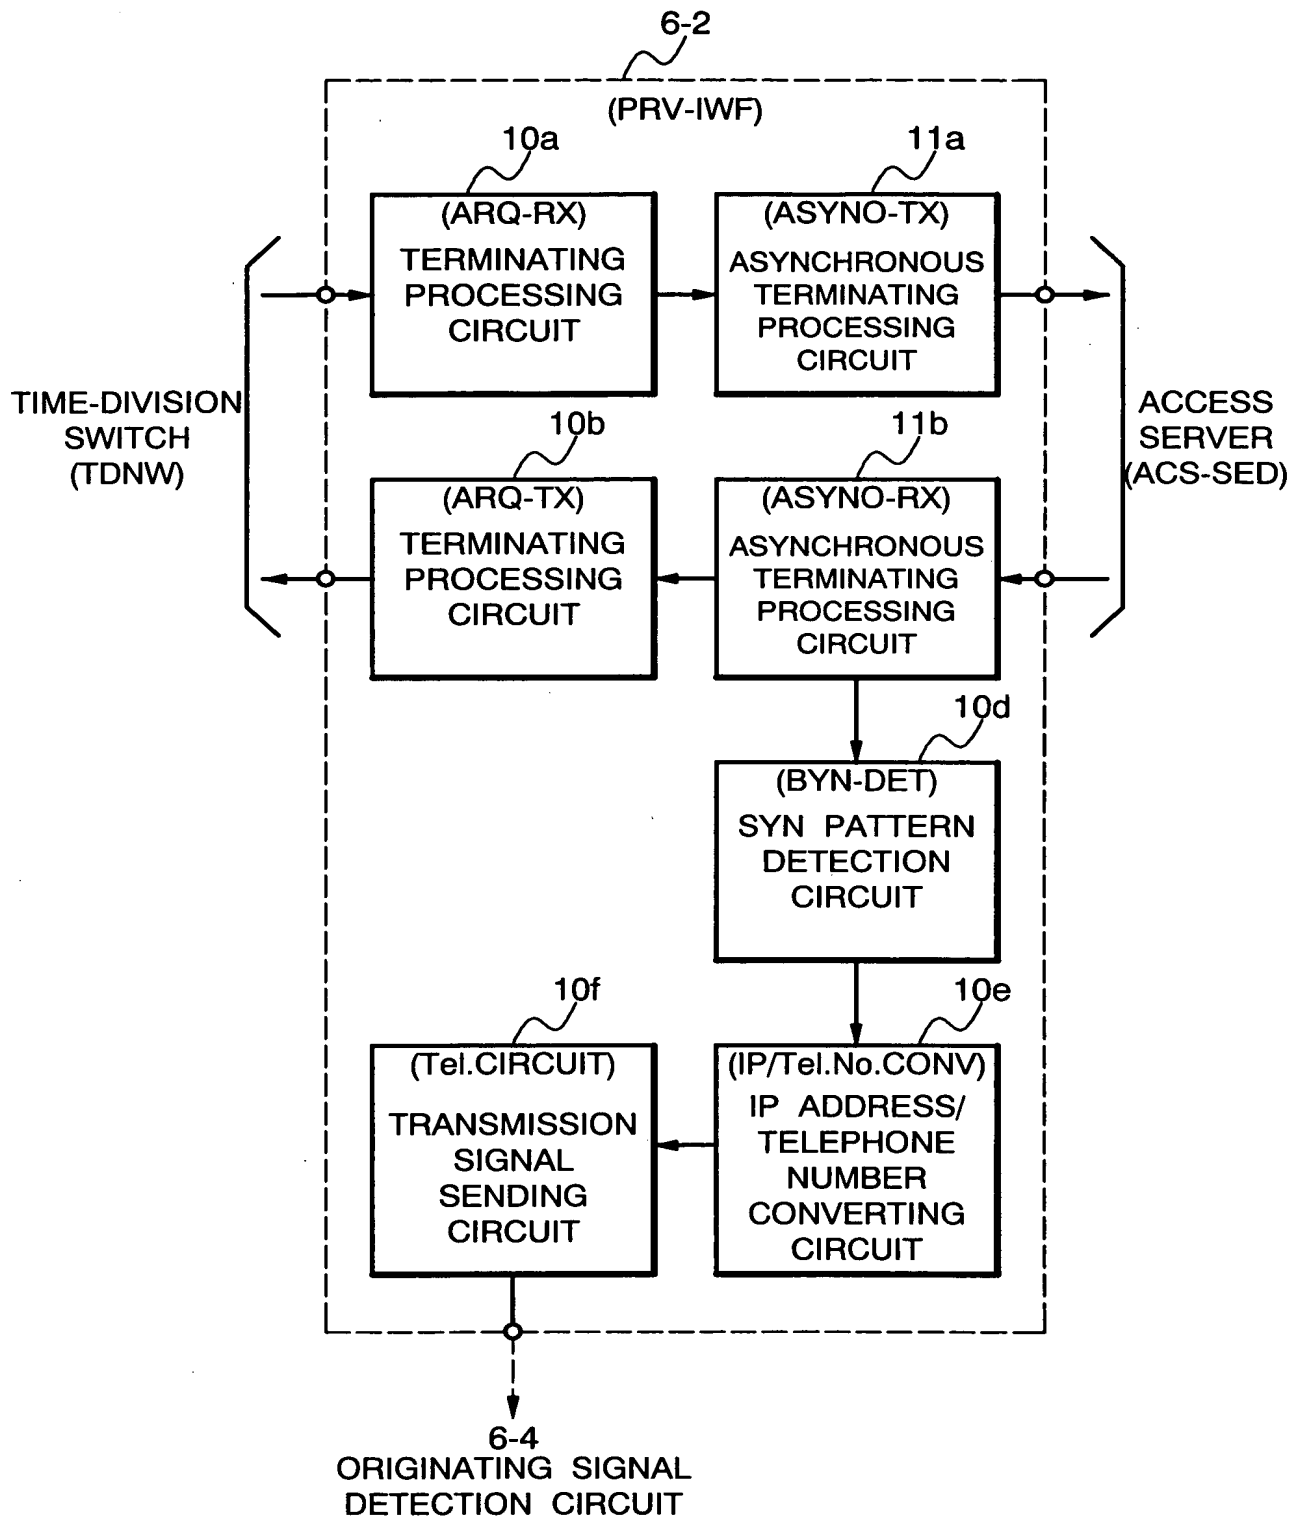 6-2
(PRV-IWF)
10a
11a
(ARQ-RX)
TERMINATING
PROCESSING
CIRCUIT
(ASYNO-TX)
ASYNCHRONOUS
TERMINATING
PROCESSING
CIRCUIT
TIME-DIVISION
SWITCH
(TDNW)
ACCESS
SERVER
(ACS-SED)
10b
11b
(ARQ-TX)
TERMINATING
PROCESSING
CIRCUIT
(ASYNO-RX)
ASYNCHRONOUS
TERMINATING
PROCESSING
CIRCUIT
10d
(BYN-DET)
SYN PATTERN
DETECTION
CIRCUIT
10f
10e
(Tel.CIRCUIT)
TRANSMISSION
SIGNAL
SENDING
CIRCUIT
(IP/Tel.No.CONV)
IP ADDRESS/
TELEPHONE
NUMBER
CONVERTING
CIRCUIT
6-4
ORIGINATING SIGNAL
DETECTION CIRCUIT